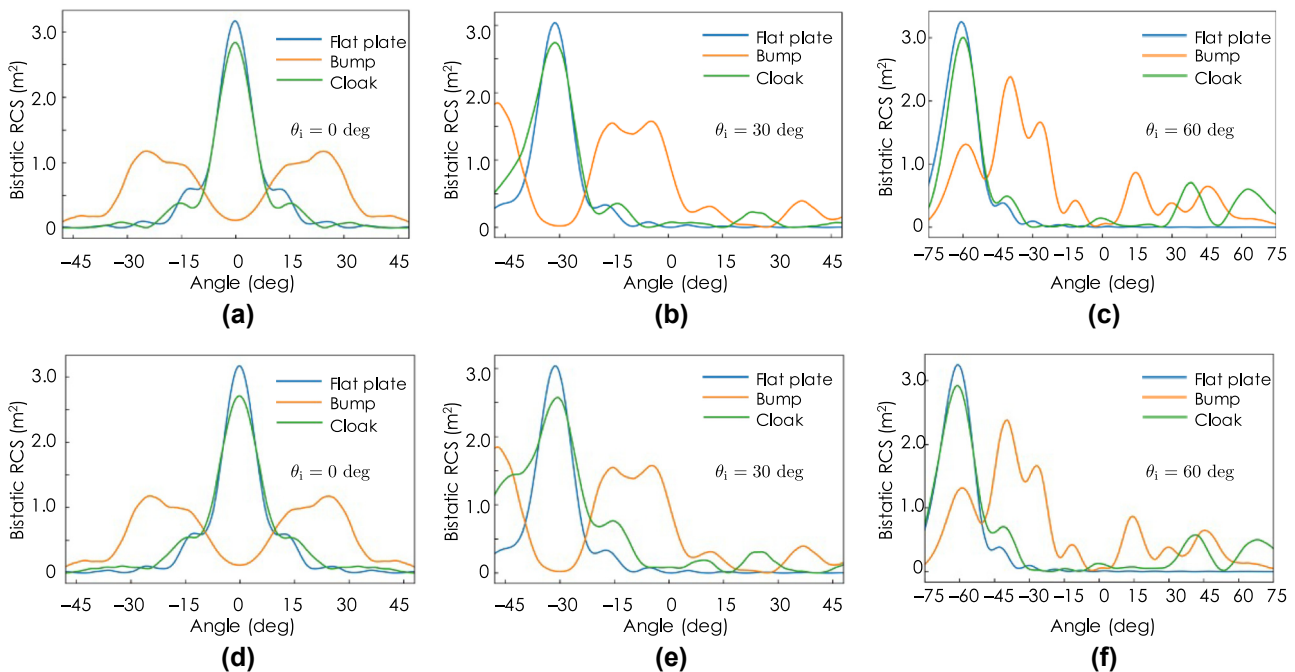 Bistatic RCS (m²)
3.0
2.0
1.0
0
Flat plate
Bump
Cloak
θi = 0 deg
−45 −30 −15 0 15 30 45
Angle (deg)
(a)
Bistatic RCS (m²)
3.0
2.0
1.0
0
Flat plate
Bump
Cloak
θi = 30 deg
−45 −30 −15 0 15 30 45
Angle (deg)
(b)
Bistatic RCS (m²)
3.0
2.0
1.0
0
Flat plate
Bump
Cloak
θi = 60 deg
−75 −60 −45 −30 −15 0 15 30 45 60 75
Angle (deg)
(c)
Bistatic RCS (m²)
3.0
2.0
1.0
0
Flat plate
Bump
Cloak
θi = 0 deg
−45 −30 −15 0 15 30 45
Angle (deg)
(d)
Bistatic RCS (m²)
3.0
2.0
1.0
0
Flat plate
Bump
Cloak
θi = 30 deg
−45 −30 −15 0 15 30 45
Angle (deg)
(e)
Bistatic RCS (m²)
3.0
2.0
1.0
0
Flat plate
Bump
Cloak
θi = 60 deg
−75 −60 −45 −30 −15 0 15 30 45 60 75
Angle (deg)
(f)